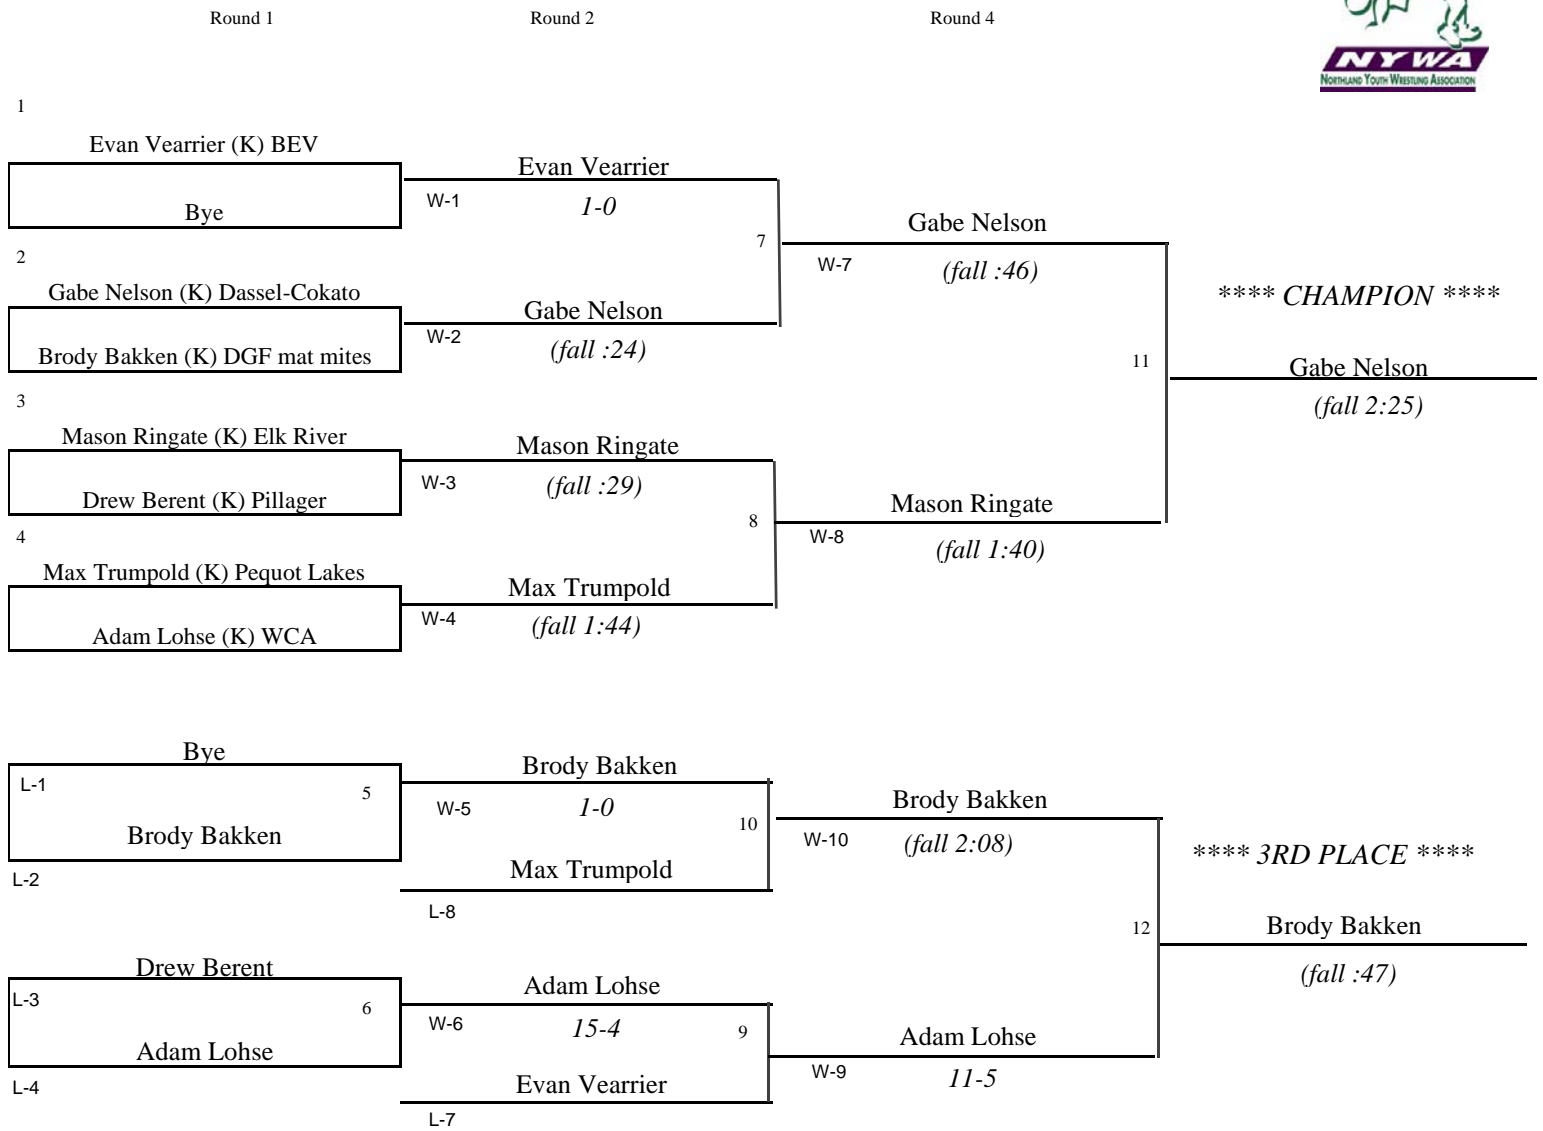 Round 1
Round 2
Round 4
NYWA
NORTHLAND YOUTH WRESTLING ASSOCIATION
1
Evan Vearrier (K) BEV
Bye
W-1
Evan Vearrier
1-0
2
Gabe Nelson (K) Dassel-Cokato
Brody Bakken (K) DGF mat mites
W-2
Gabe Nelson
(fall :24)
7
W-7
Gabe Nelson
(fall :46)
3
Mason Ringate (K) Elk River
Drew Berent (K) Pillager
W-3
Mason Ringate
(fall :29)
4
Max Trumpold (K) Pequot Lakes
Adam Lohse (K) WCA
W-4
Max Trumpold
(fall 1:44)
8
W-8
Mason Ringate
(fall 1:40)
11
**** CHAMPION ****
Gabe Nelson
(fall 2:25)
Bye
L-1
5
Brody Bakken
L-2
Brody Bakken
W-5
1-0
10
Max Trumpold
L-8
Brody Bakken
W-10
(fall 2:08)
Drew Berent
L-3
6
Adam Lohse
L-4
Adam Lohse
W-6
15-4
9
Evan Vearrier
L-7
Adam Lohse
W-9
11-5
12
**** 3RD PLACE ****
Brody Bakken
(fall :47)